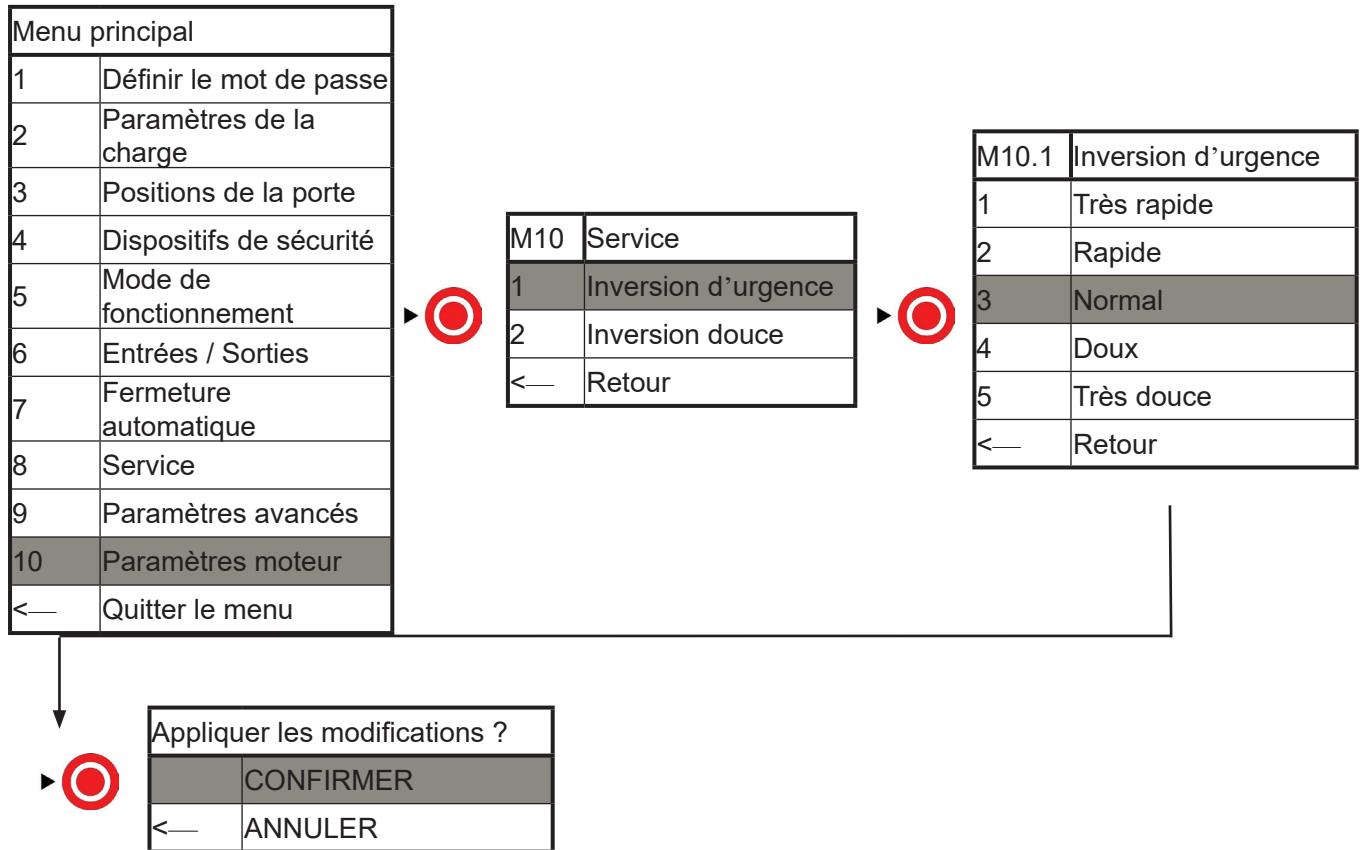 Menu principal
1 Définir le mot de passe
2 Paramètres de la
charge
3 Positions de la porte
4 Dispositifs de sécurité
5 Mode de
fonctionnement
6 Entrées / Sorties
7 Fermeture
automatique
8 Service
9 Paramètres avancés
10 Paramètres moteur
<— Quitter le menu
M10 Service
1 Inversion d’urgence
2 Inversion douce
<— Retour
M10.1 Inversion d’urgence
1 Très rapide
2 Rapide
3 Normal
4 Doux
5 Très douce
<— Retour
Appliquer les modifications ?
CONFIRMER
<— ANNULER